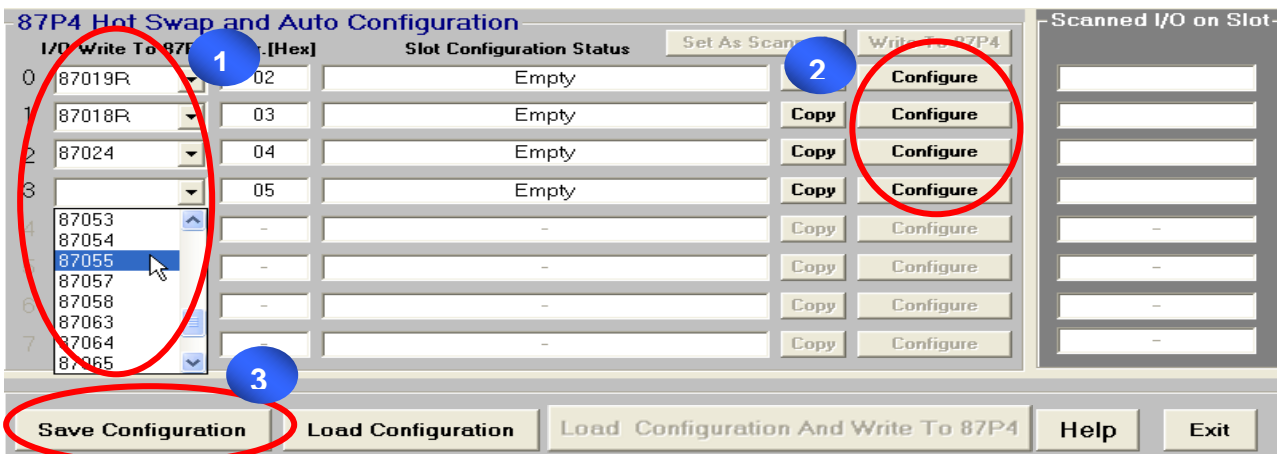 87P4 Hot Swap and Auto Configuration
Scanned I/O on Slot
I/O Write To 87P [Hex]
Slot Configuration Status
Set As Scan
Write To 87P4
1
2
0 87019R 02 Empty Configure
1 87018R 03 Empty Copy Configure
2 87024 04 Empty Copy Configure
3 05 Empty Copy Configure
4 - - Copy Configure -
5 - - Copy Configure -
6 - - Copy Configure -
7 - - Copy Configure -
87053
87054
87055
87057
87058
87063
87064
87065
3
Save Configuration
Load Configuration
Load Configuration And Write To 87P4
Help
Exit